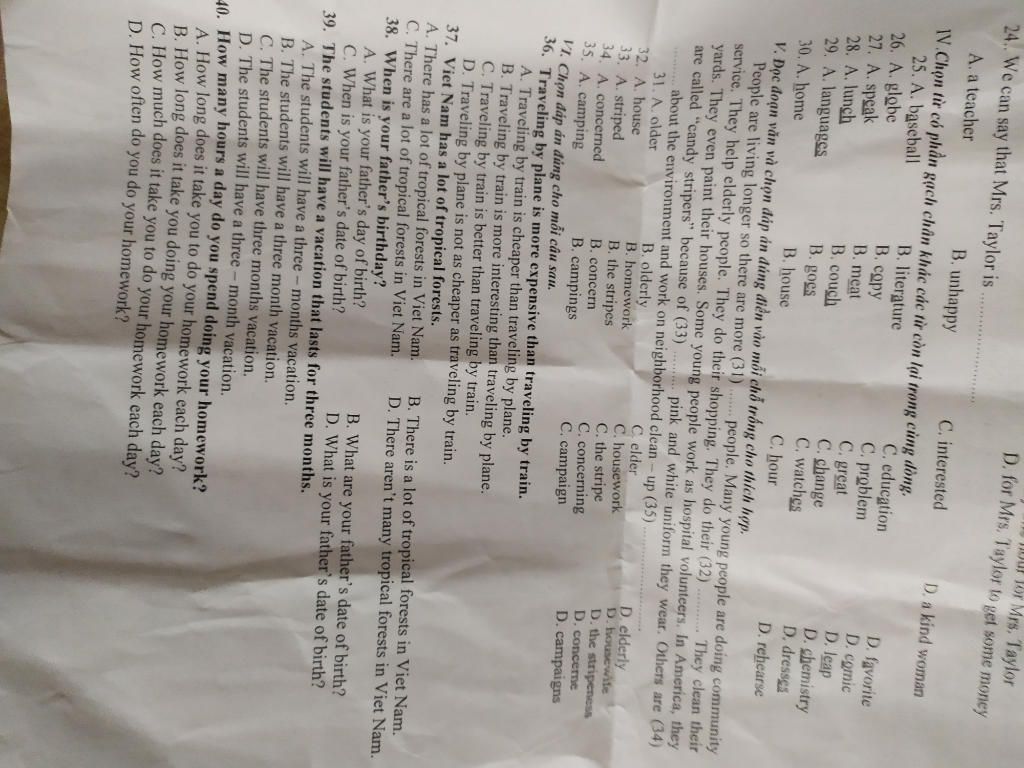 for Mrs. Taylor
D. for Mrs. Taylor to get some money
24.. We can say that Mrs. Taylor is ..............................
A. a teacher B. unhappy C. interested D. a kind woman
IV.Chọn từ có phần gạch chân khác các từ còn lại trong cùng dòng.
25. A. baseball B. literature C. education D. favorite
26. A. globe B. copy C. problem D. comic
27. A. speak B. meat C. great D. leap
28. A. lunch B. cough C. change D. chemistry
29. A. languages B. goes C. watches D. dresses
30. A. home B. house C. hour D. rehearse
V. Đọc đoạn văn và chọn đáp án đúng điền vào mỗi chỗ trống cho thích hợp.
People are living longer so there are more (31) ....... people. Many young people are doing community
service. They help elderly people. They do their shopping. They do their (32) .......... They clean their
yards. They even paint their houses. Some young people work as hospital volunteers. In America, they
are called "candy stripers" because of (33) .......... pink and white uniform they wear. Others are (34)
.......... about the environment and work on neighborhood clean – up (35) ......................
31. A. older B. olderly C. elder D. elderly
32. A. house B. homework C. housework D. housewife
33. A. striped B. the stripes C. the stripe D. the stripeness
34. A. concerned B. concern C. concerning D. concerne
35. A. camping B. campings C. campaign D. campaigns
VI. Chọn đáp án đúng cho mỗi câu sau.
36. Traveling by plane is more expensive than traveling by train.
A. Traveling by train is cheaper than traveling by plane.
B. Traveling by train is more interesting than traveling by plane.
C. Traveling by train is better than traveling by train.
D. Traveling by plane is not as cheaper as traveling by train.
37. Viet Nam has a lot of tropical forests.
A. There has a lot of tropical forests in Viet Nam. B. There is a lot of tropical forests in Viet Nam.
C. There are a lot of tropical forests in Viet Nam. D. There aren't many tropical forests in Viet Nam.
38. When is your father's birthday?
A. What is your father's day of birth? B. What are your father's date of birth?
C. When is your father's date of birth? D. What is your father's date of birth?
39. The students will have a vacation that lasts for three months.
A. The students will have a three – months vacation.
B. The students will have a three month vacation.
C. The students will have three months vacation.
D. The students will have a three – month vacation.
40. How many hours a day do you spend doing your homework?
A. How long does it take you to do your homework each day?
B. How long does it take you doing your homework each day?
C. How much does it take you to do your homework each day?
D. How often do you do your homework?